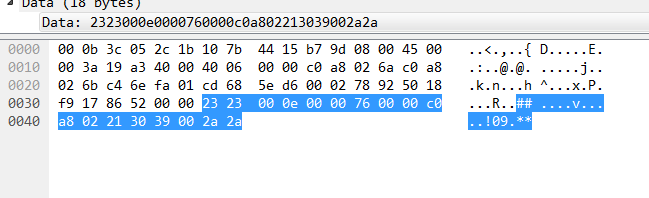 Data (18 bytes)
Data: 2323000e0000760000c0a802213039002a2a
0000 00 0b 3c 05 2c 1b 10 7b 44 15 b7 9d 08 00 45 00 ..<.,..{ D.....E.
0010 00 3a 19 a3 40 00 40 06 00 00 c0 a8 02 6a c0 a8 .:..@.@. .....j..
0020 02 6b c4 6e fa 01 cd 68 5e d6 00 02 78 92 50 18 .k.n...h ^...x.P.
0030 f9 17 86 52 00 00 23 23 00 0e 00 00 76 00 00 c0 ...R..## ....v...
0040 a8 02 21 30 39 00 2a 2a ..!09.**